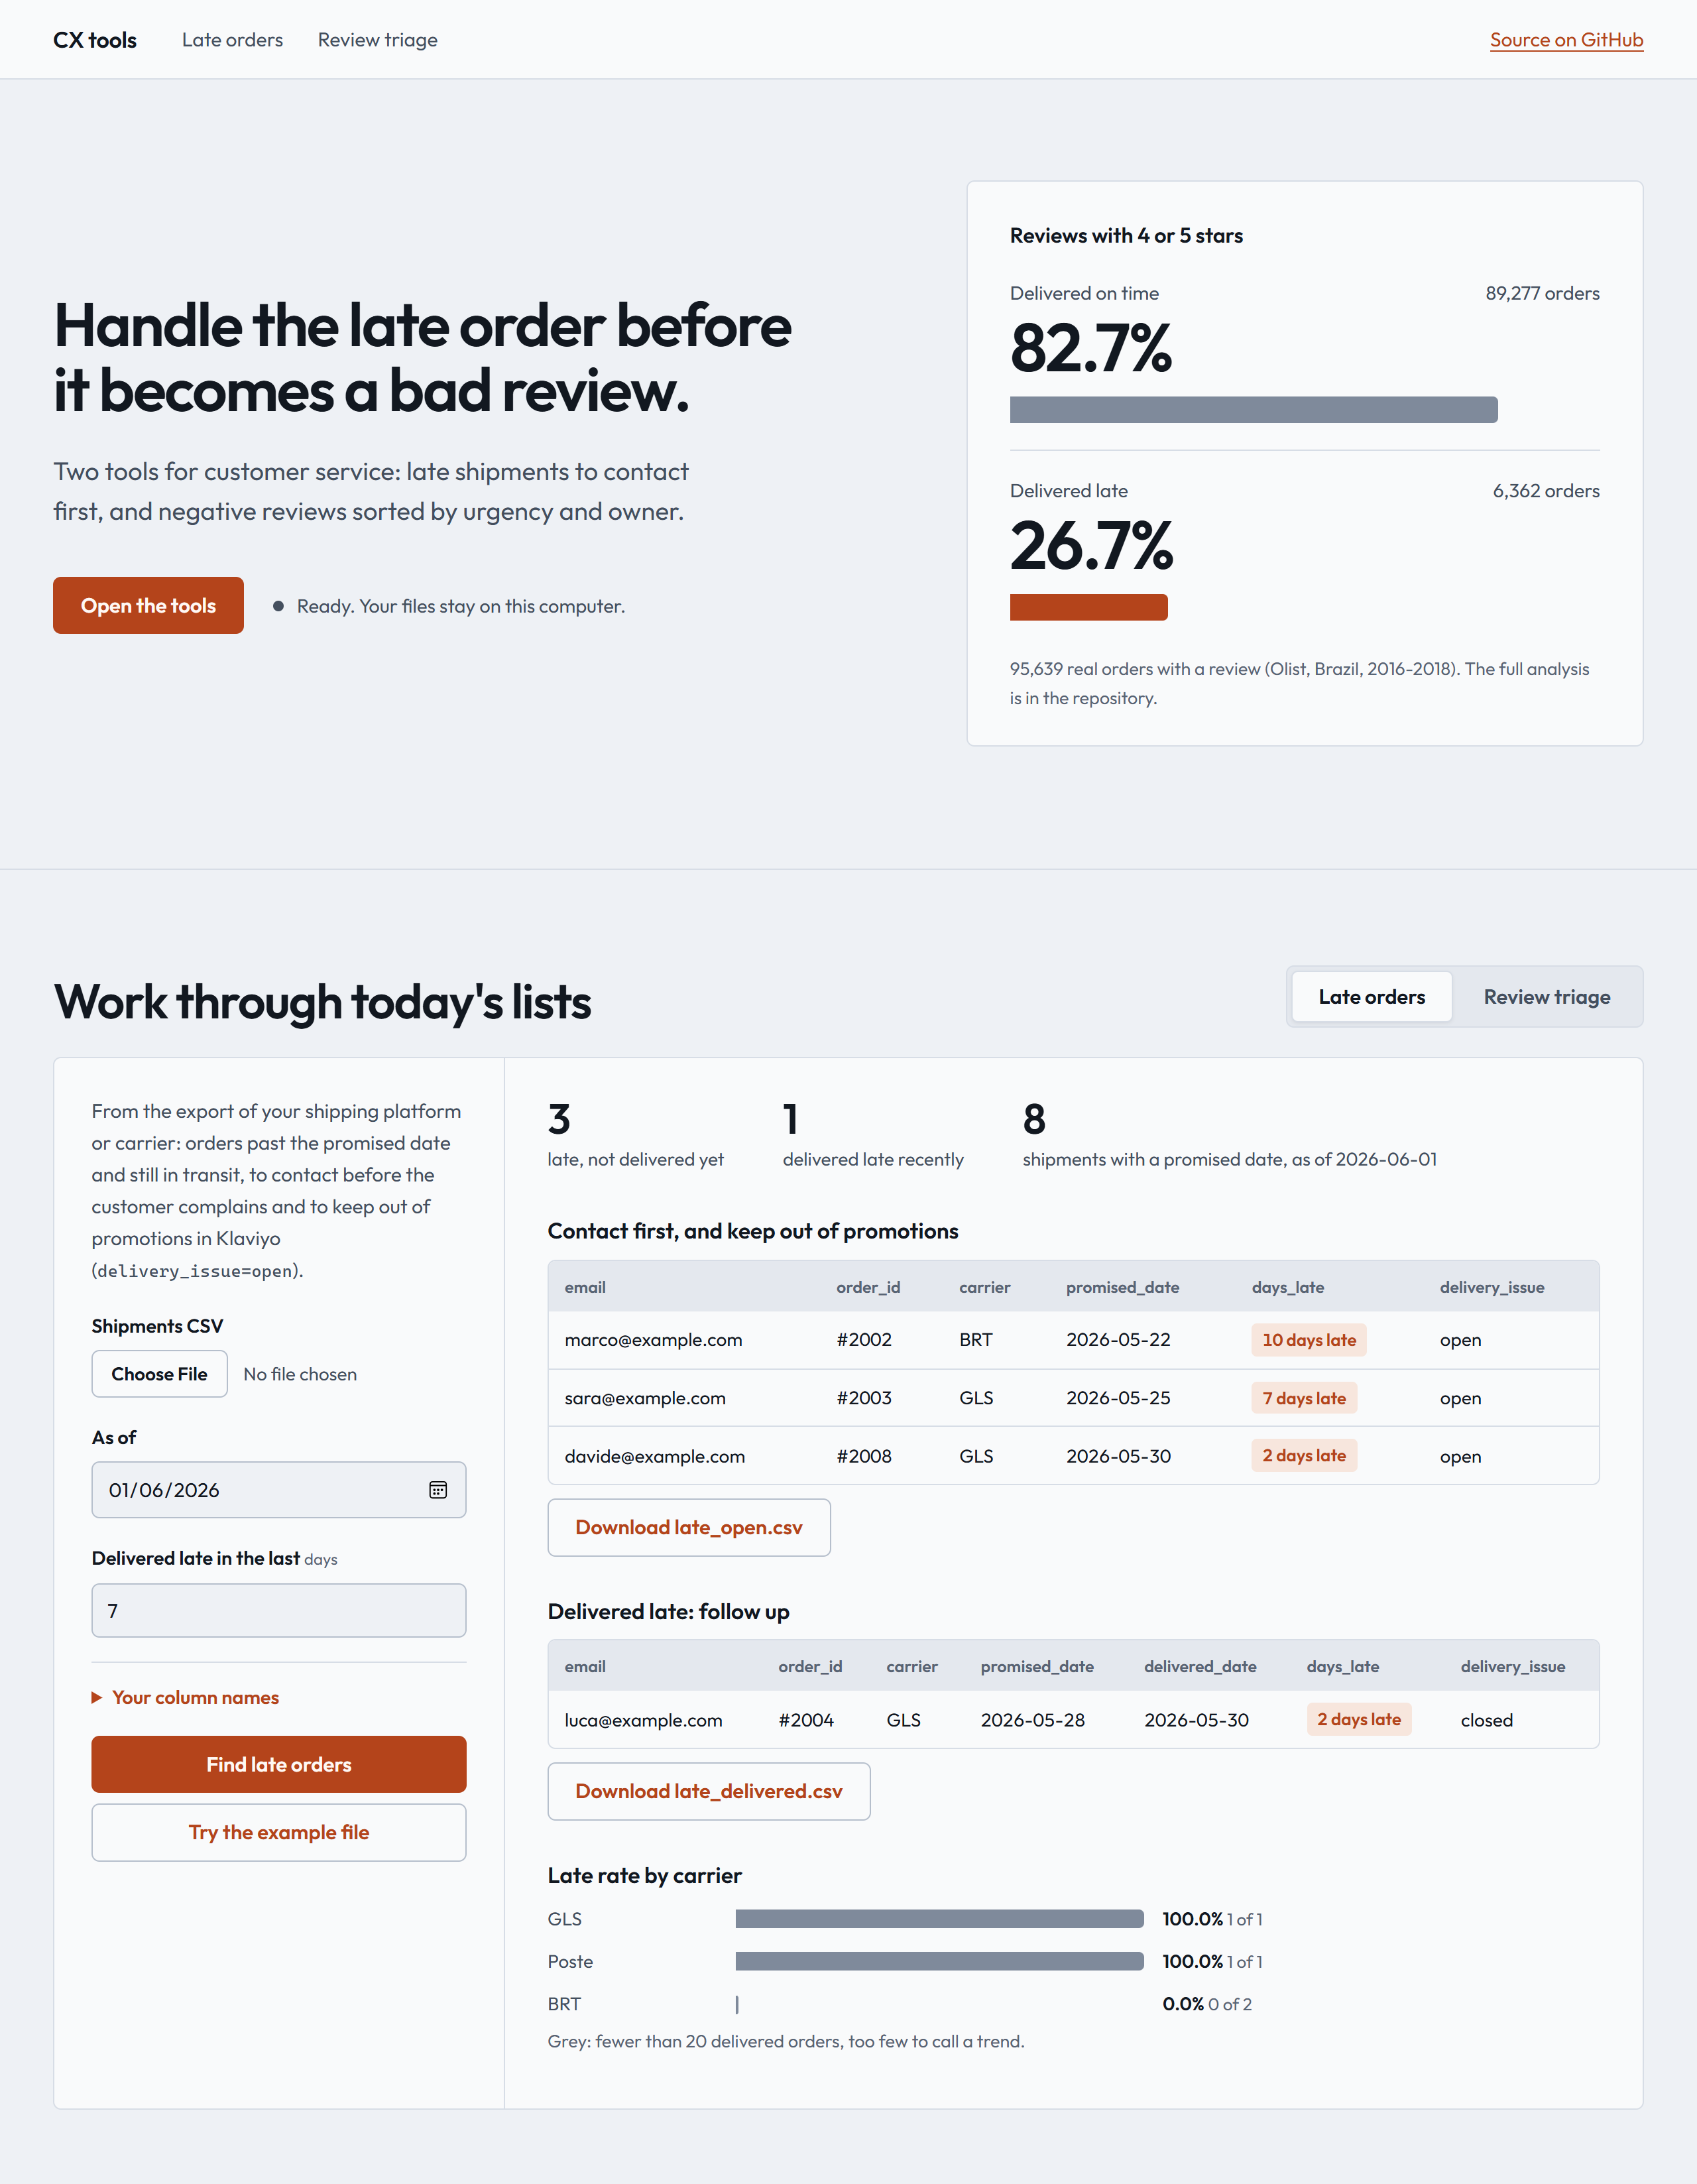 CX tools
Late orders
Review triage
Source on GitHub
Handle the late order before
it becomes a bad review.
Two tools for customer service: late shipments to contact
first, and negative reviews sorted by urgency and owner.
Open the tools
Ready. Your files stay on this computer.
Reviews with 4 or 5 stars
Delivered on time 89,277 orders
82.7%
Delivered late 6,362 orders
26.7%
95,639 real orders with a review (Olist, Brazil, 2016-2018). The full analysis
is in the repository.
Work through today's lists
Late orders
Review triage
From the export of your shipping platform
or carrier: orders past the promised date
and still in transit, to contact before the
customer complains and to keep out of
promotions in Klaviyo
(delivery_issue=open).
Shipments CSV
Choose File No file chosen
As of
01/06/2026
Delivered late in the last days
7
Your column names
Find late orders
Try the example file
3
late, not delivered yet
1
delivered late recently
8
shipments with a promised date, as of 2026-06-01
Contact first, and keep out of promotions
email order_id carrier promised_date days_late delivery_issue
marco@example.com #2002 BRT 2026-05-22 10 days late open
sara@example.com #2003 GLS 2026-05-25 7 days late open
davide@example.com #2008 GLS 2026-05-30 2 days late open
Download late_open.csv
Delivered late: follow up
email order_id carrier promised_date delivered_date days_late delivery_issue
luca@example.com #2004 GLS 2026-05-28 2026-05-30 2 days late closed
Download late_delivered.csv
Late rate by carrier
GLS 100.0% 1 of 1
Poste 100.0% 1 of 1
BRT 0.0% 0 of 2
Grey: fewer than 20 delivered orders, too few to call a trend.